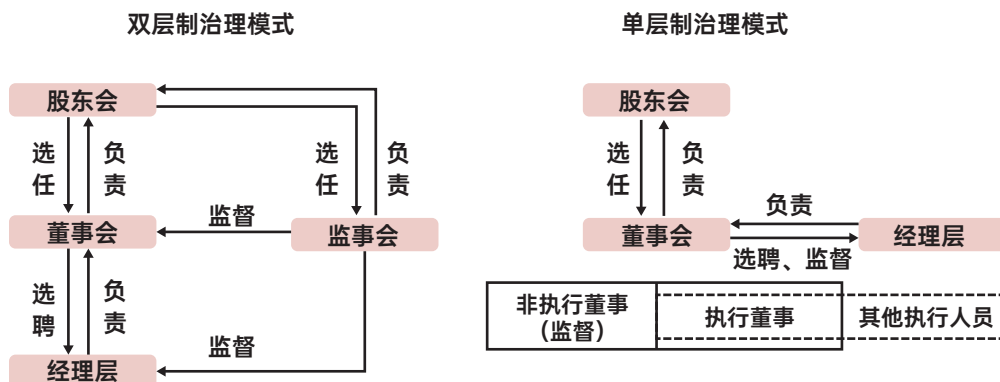 双层制治理模式
股东会
选任
负责
选任
负责
董事会
监督
监事会
选聘
负责
监督
经理层
单层制治理模式
股东会
选任
负责
董事会
负责
选聘、监督
经理层
非执行董事
（监督）
执行董事
其他执行人员